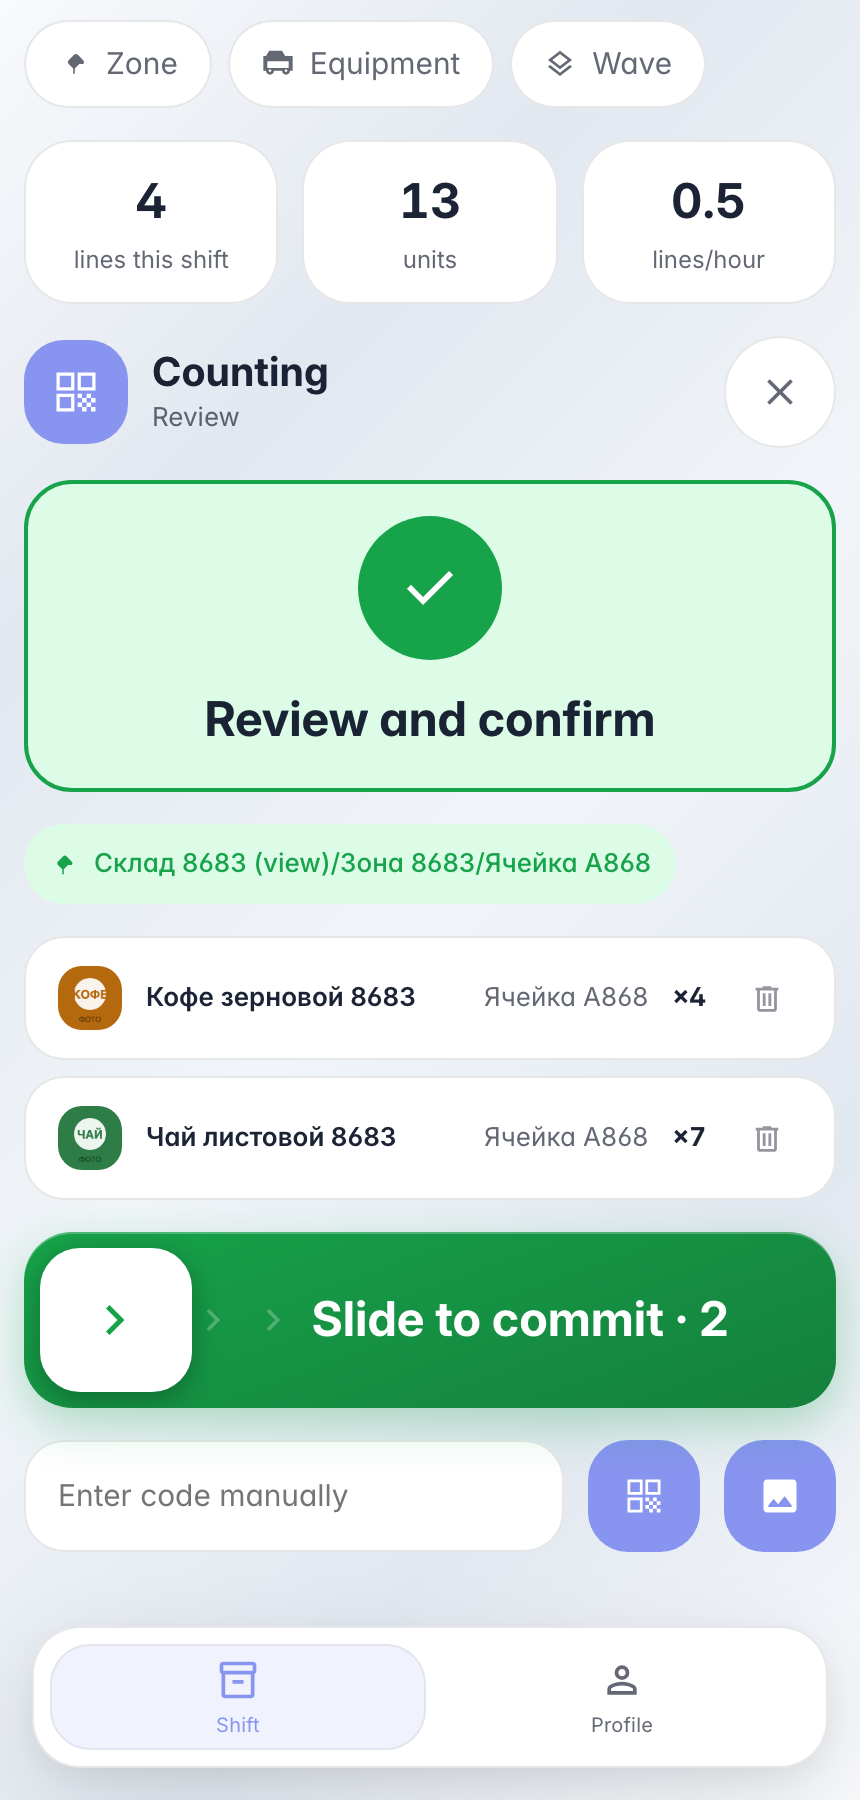 Zone
Equipment
Wave
4
lines this shift
13
units
0.5
lines/hour
Counting
Review
Review and confirm
Склад 8683 (view)/Зона 8683/Ячейка A868
КОФЕ
ФОТО
Кофе зерновой 8683 Ячейка A868 ×4
ЧАЙ
ФОТО
Чай листовой 8683 Ячейка A868 ×7
Slide to commit · 2
Enter code manually
Shift
Profile